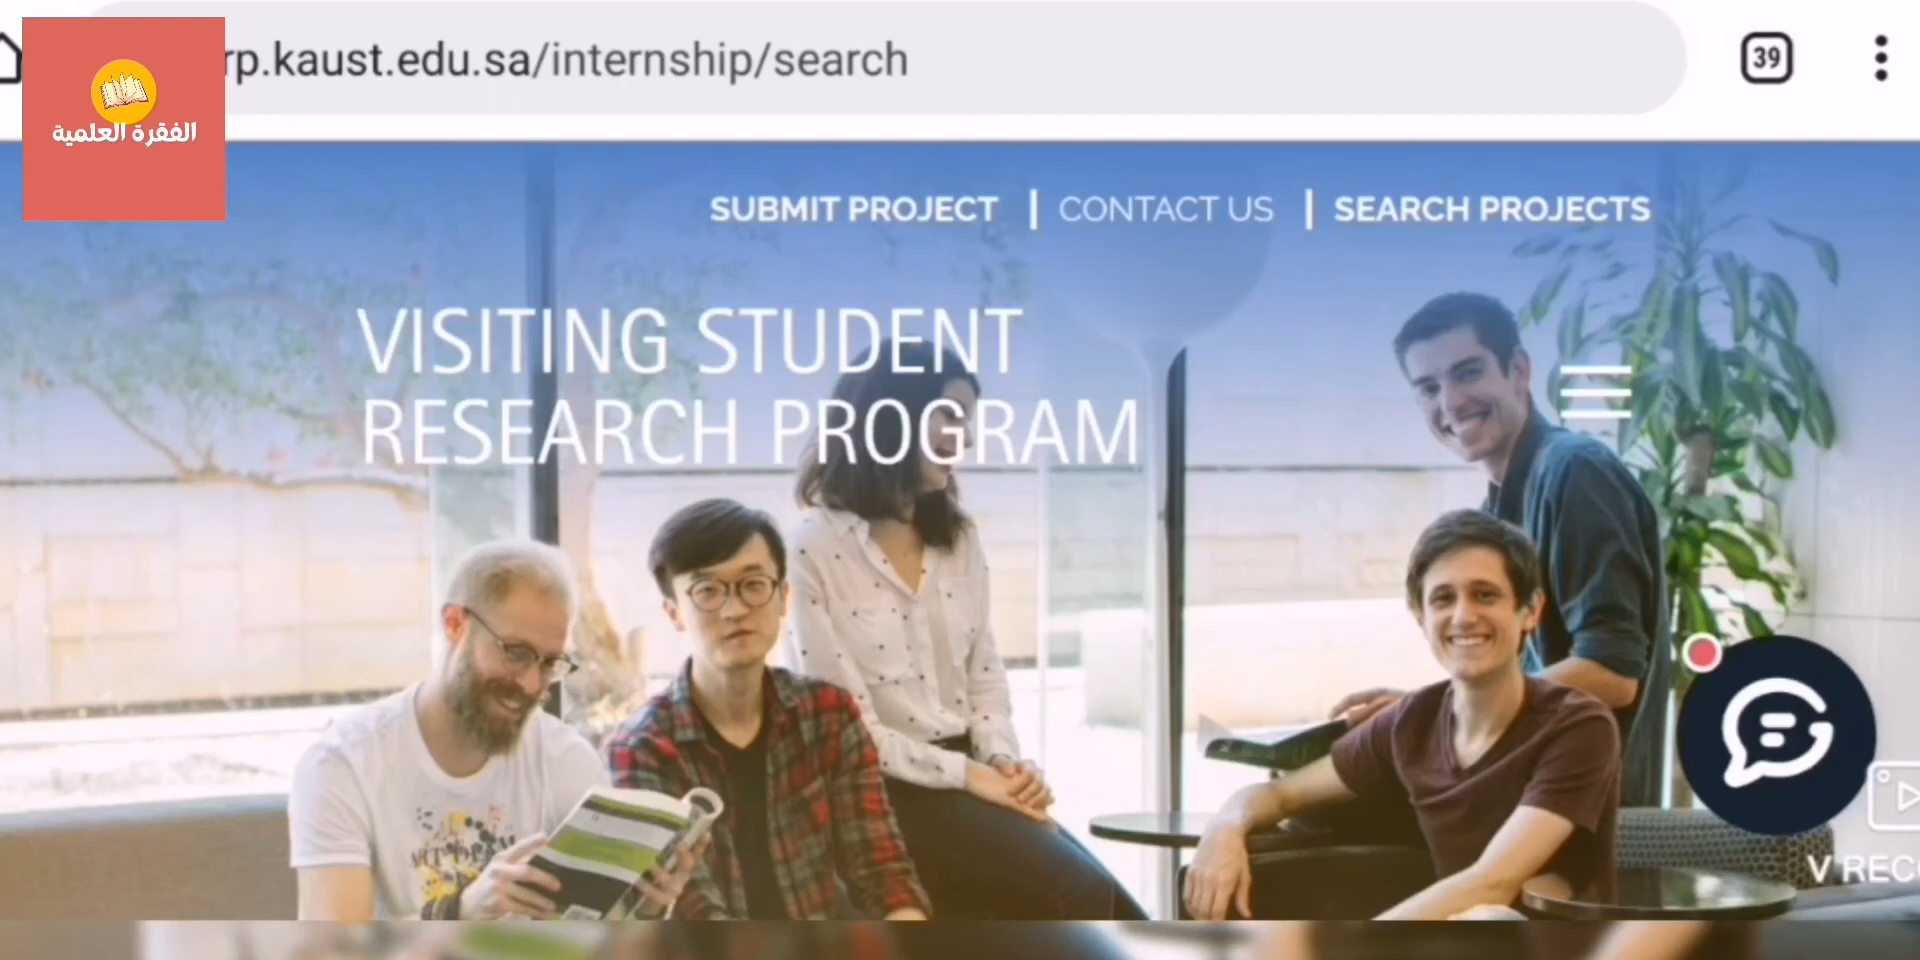 rp.kaust.edu.sa/internship/search
39
الفقرة العلمية
SUBMIT PROJECT | CONTACT US | SEARCH PROJECTS
VISITING STUDENT
RESEARCH PROGRAM